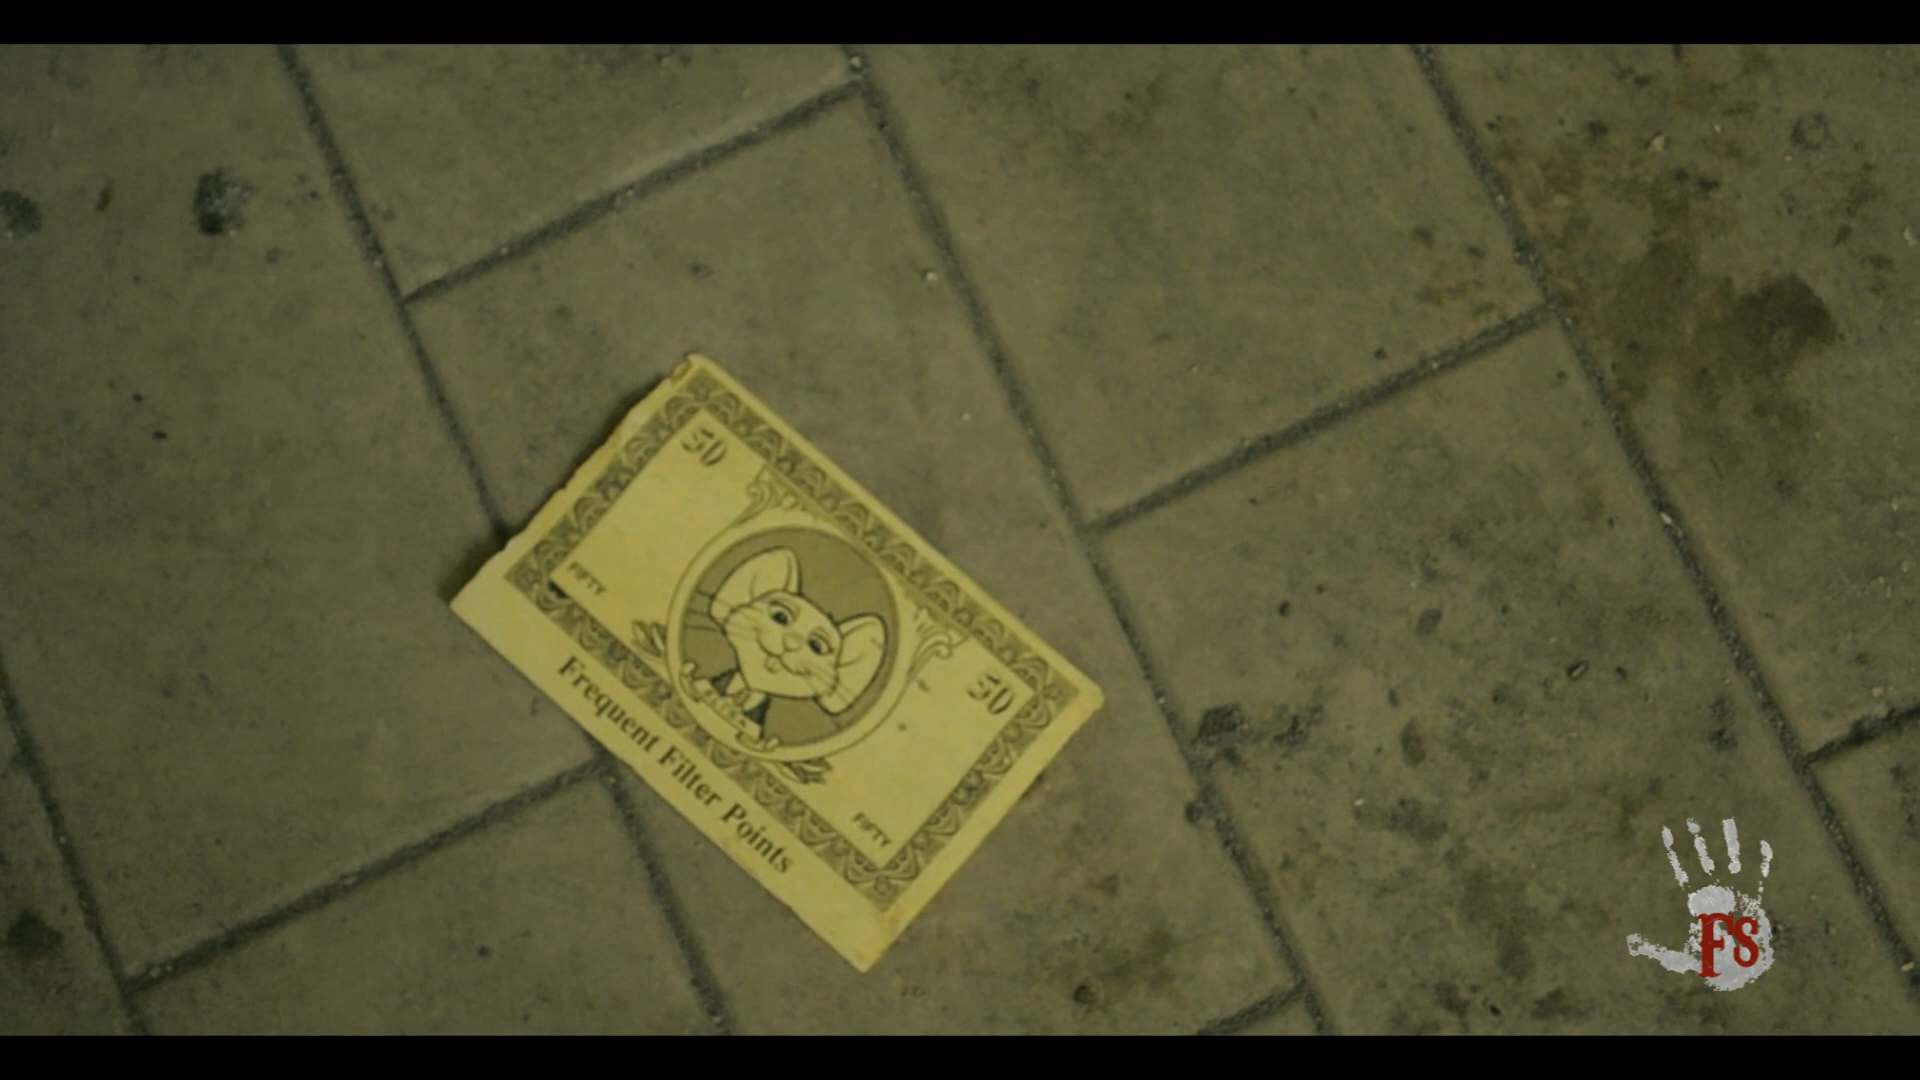 50
FIFTY
50
FIFTY
Frequent Filter Points
FS